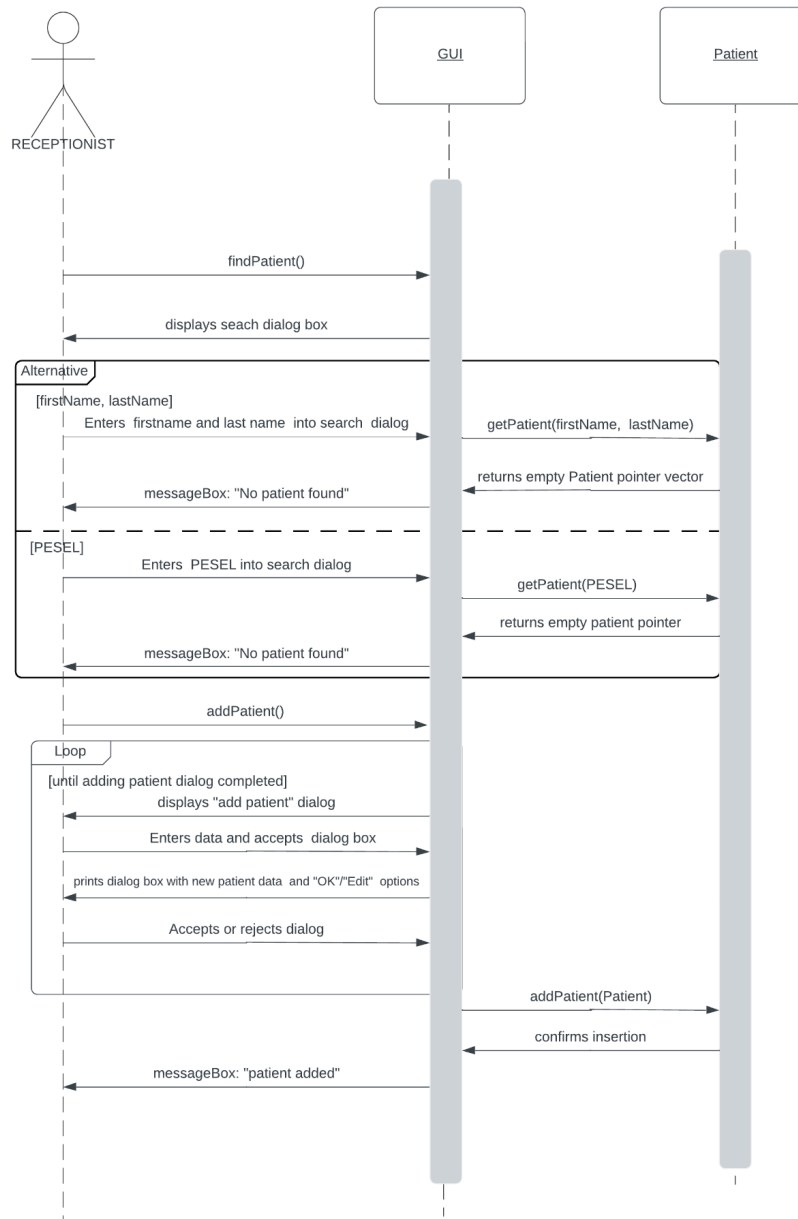 GUI
Patient
RECEPTIONIST
findPatient()
displays seach dialog box
Alternative
[firstName, lastName]
Enters firstname and last name into search dialog
getPatient(firstName, lastName)
returns empty Patient pointer vector
messageBox: "No patient found"
[PESEL]
Enters PESEL into search dialog
getPatient(PESEL)
returns empty patient pointer
messageBox: "No patient found"
addPatient()
Loop
[until adding patient dialog completed]
displays "add patient" dialog
Enters data and accepts dialog box
prints dialog box with new patient data and "OK"/"Edit" options
Accepts or rejects dialog
addPatient(Patient)
confirms insertion
messageBox: "patient added"